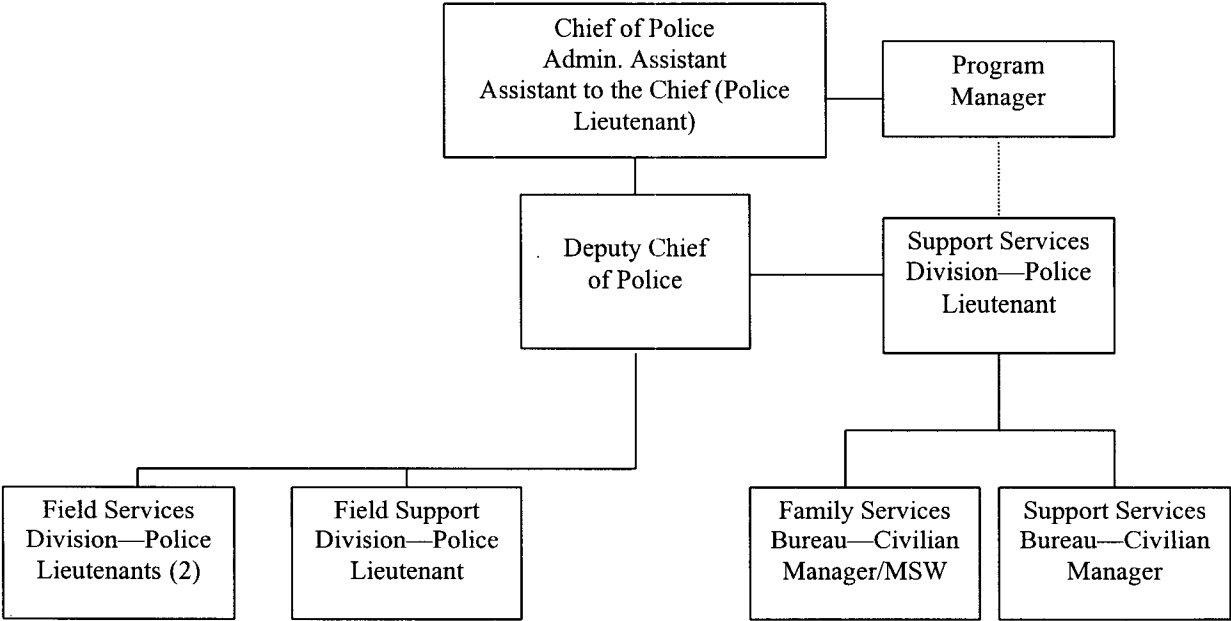 Chief of Police
Admin. Assistant
Assistant to the Chief (Police
Lieutenant)
Program
Manager
Deputy Chief
of Police
Support Services
Division—Police
Lieutenant
Field Services
Division—Police
Lieutenants (2)
Field Support
Division—Police
Lieutenant
Family Services
Bureau—Civilian
Manager/MSW
Support Services
Bureau—Civilian
Manager